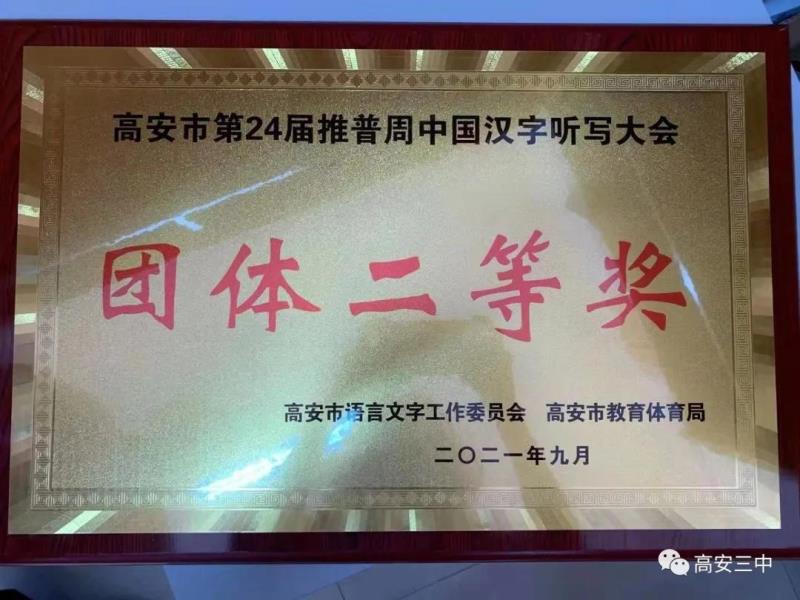 高安市第24届推普周中国汉字听写大会
团体二等奖
高安市语言文字工作委员会 高安市教育体育局
二〇二一年九月
高安三中